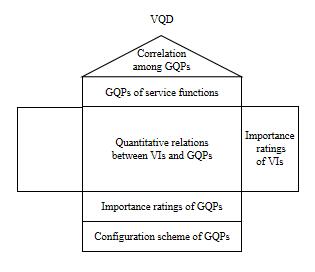 VQD
Correlation
among GQPs
GQPs of service functions
Quantitative relations
between VIs and GQPs
Importance
ratings
of VIs
Importance ratings of GQPs
Configuration scheme of GQPs